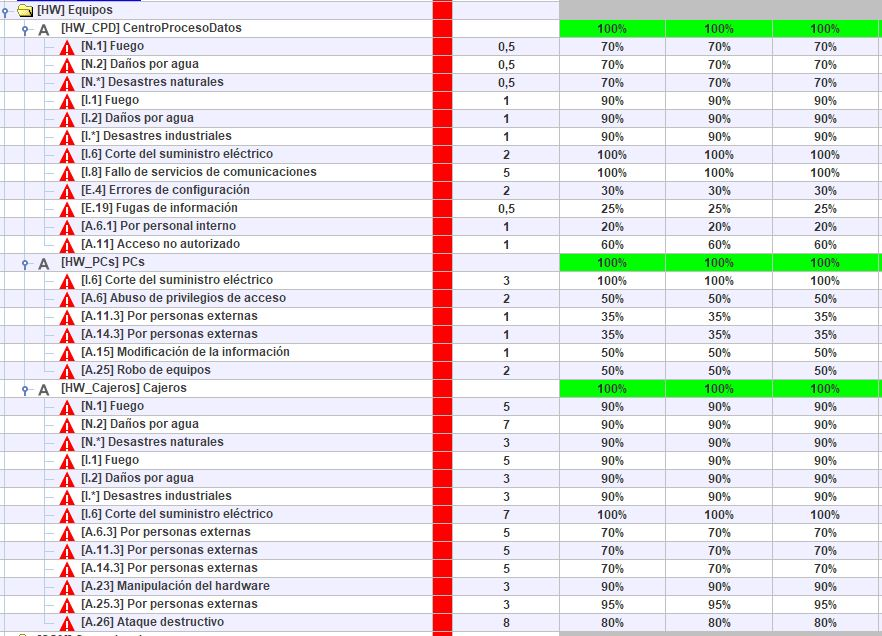 [HW] Equipos
A [HW_CPD] CentroProcesoDatos 100% 100% 100%
[N.1] Fuego 0,5 70% 70% 70%
[N.2] Daños por agua 0,5 70% 70% 70%
[N.*] Desastres naturales 0,5 70% 70% 70%
[I.1] Fuego 1 90% 90% 90%
[I.2] Daños por agua 1 90% 90% 90%
[I.*] Desastres industriales 1 90% 90% 90%
[I.6] Corte del suministro eléctrico 2 100% 100% 100%
[I.8] Fallo de servicios de comunicaciones 5 100% 100% 100%
[E.4] Errores de configuración 2 30% 30% 30%
[E.19] Fugas de información 0,5 25% 25% 25%
[A.6.1] Por personal interno 1 20% 20% 20%
[A.11] Acceso no autorizado 1 60% 60% 60%
A [HW_PCs] PCs 100% 100% 100%
[I.6] Corte del suministro eléctrico 3 100% 100% 100%
[A.6] Abuso de privilegios de acceso 2 50% 50% 50%
[A.11.3] Por personas externas 1 35% 35% 35%
[A.14.3] Por personas externas 1 35% 35% 35%
[A.15] Modificación de la información 1 50% 50% 50%
[A.25] Robo de equipos 2 50% 50% 50%
A [HW_Cajeros] Cajeros 100% 100% 100%
[N.1] Fuego 5 90% 90% 90%
[N.2] Daños por agua 7 90% 90% 90%
[N.*] Desastres naturales 3 90% 90% 90%
[I.1] Fuego 5 90% 90% 90%
[I.2] Daños por agua 3 90% 90% 90%
[I.*] Desastres industriales 3 90% 90% 90%
[I.6] Corte del suministro eléctrico 7 100% 100% 100%
[A.6.3] Por personas externas 5 70% 70% 70%
[A.11.3] Por personas externas 5 70% 70% 70%
[A.14.3] Por personas externas 5 70% 70% 70%
[A.23] Manipulación del hardware 3 90% 90% 90%
[A.25.3] Por personas externas 3 95% 95% 95%
[A.26] Ataque destructivo 8 80% 80% 80%